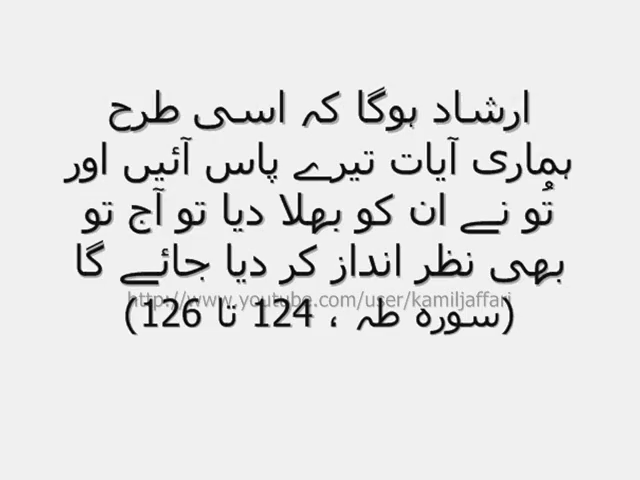 ارشاد ہوگا کہ اسی طرح
ہماری آیات تیرے پاس آئیں اور
تُو نے ان کو بھلا دیا تو آج تو
بھی نظر انداز کر دیا جائے گا
http://www.youtube.com/user/kamiljaffari
(سورہ طہ ، 124 تا 126)